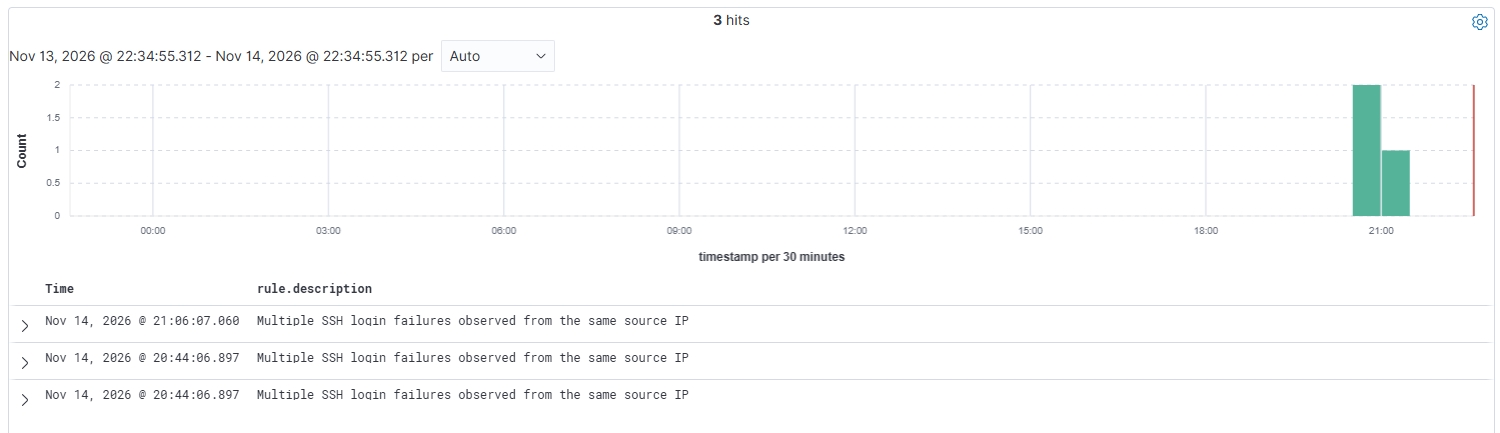 3 hits
Nov 13, 2026 @ 22:34:55.312 - Nov 14, 2026 @ 22:34:55.312 per Auto
2
1.5
1
0.5
0
Count
00:00 03:00 06:00 09:00 12:00 15:00 18:00 21:00
timestamp per 30 minutes
Time rule.description
Nov 14, 2026 @ 21:06:07.060 Multiple SSH login failures observed from the same source IP
Nov 14, 2026 @ 20:44:06.897 Multiple SSH login failures observed from the same source IP
Nov 14, 2026 @ 20:44:06.897 Multiple SSH login failures observed from the same source IP